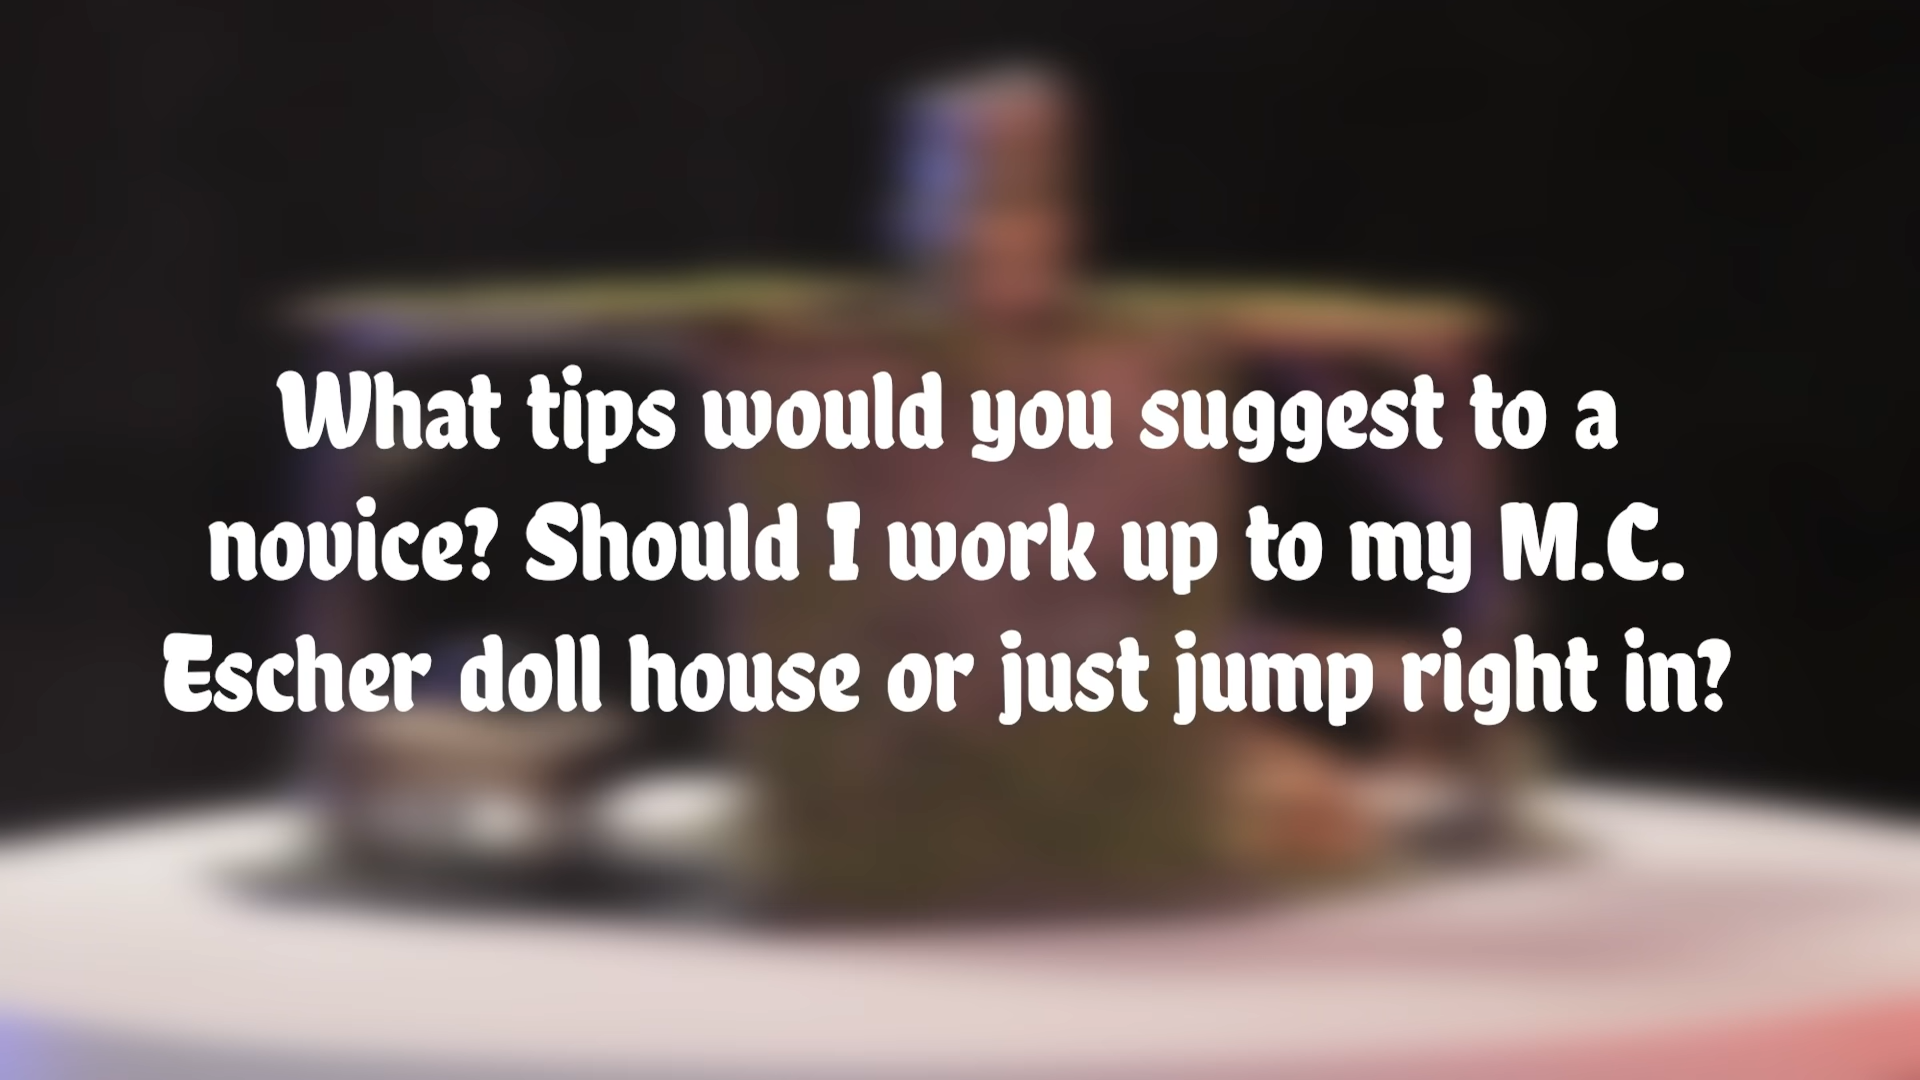 What tips would you suggest to a
novice? Should I work up to my M.C.
Escher doll house or just jump right in?